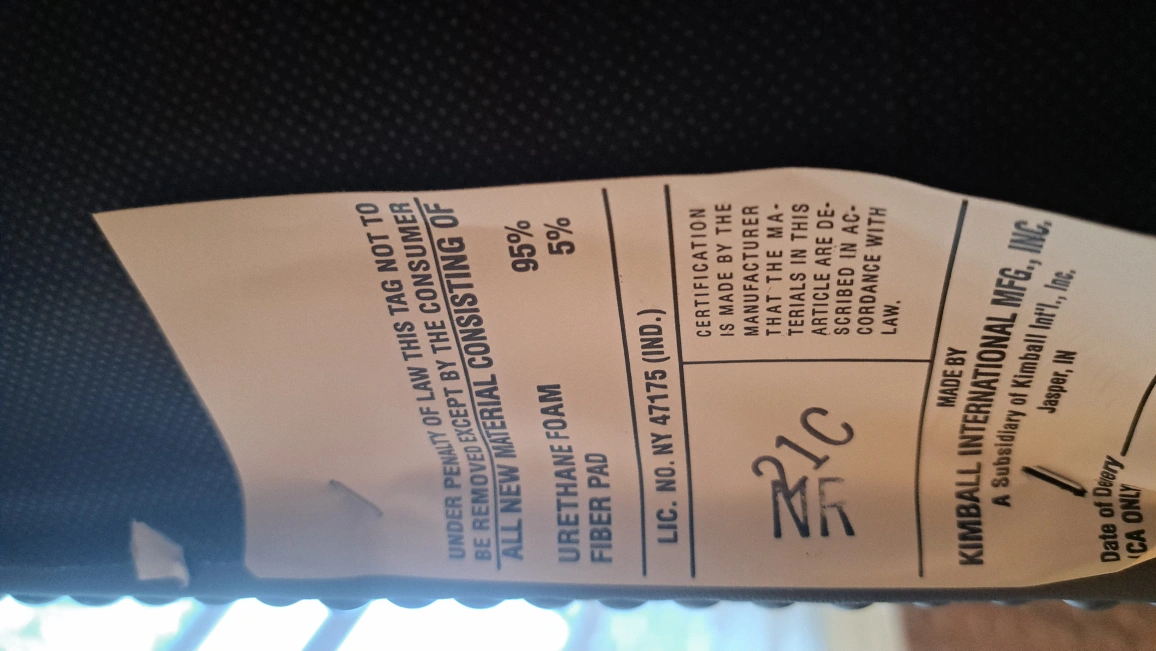 UNDER PENALTY OF LAW THIS TAG NOT TO
BE REMOVED EXCEPT BY THE CONSUMER
ALL NEW MATERIAL CONSISTING OF
URETHANE FOAM 95%
FIBER PAD 5%
LIC. NO. NY 47175 (IND.)
CERTIFICATION
IS MADE BY THE
MANUFACTURER
THAT THE MA-
TERIALS IN THIS
ARTICLE ARE DE-
SCRIBED IN AC-
CORDANCE WITH
LAW.
MADE BY
KIMBALL INTERNATIONAL MFG., INC.
A Subsidiary of Kimball Int'l., Inc.
Jasper, IN
Date of
(CA ONLY)